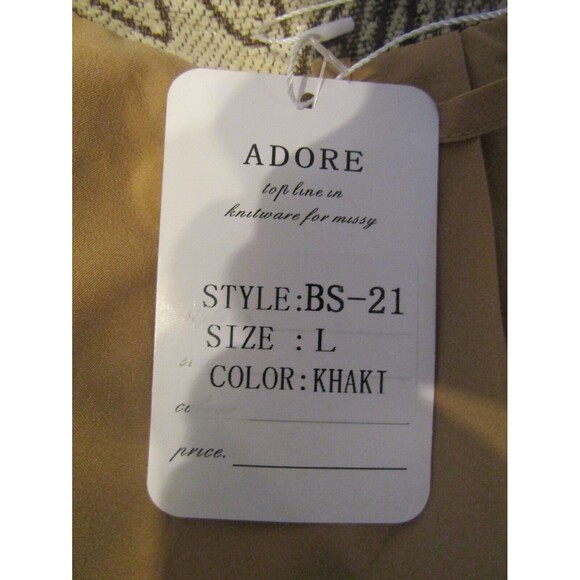 ADORE
top line in
knitware for missy
STYLE:BS-21
SIZE : L
COLOR:KHAKI
price.